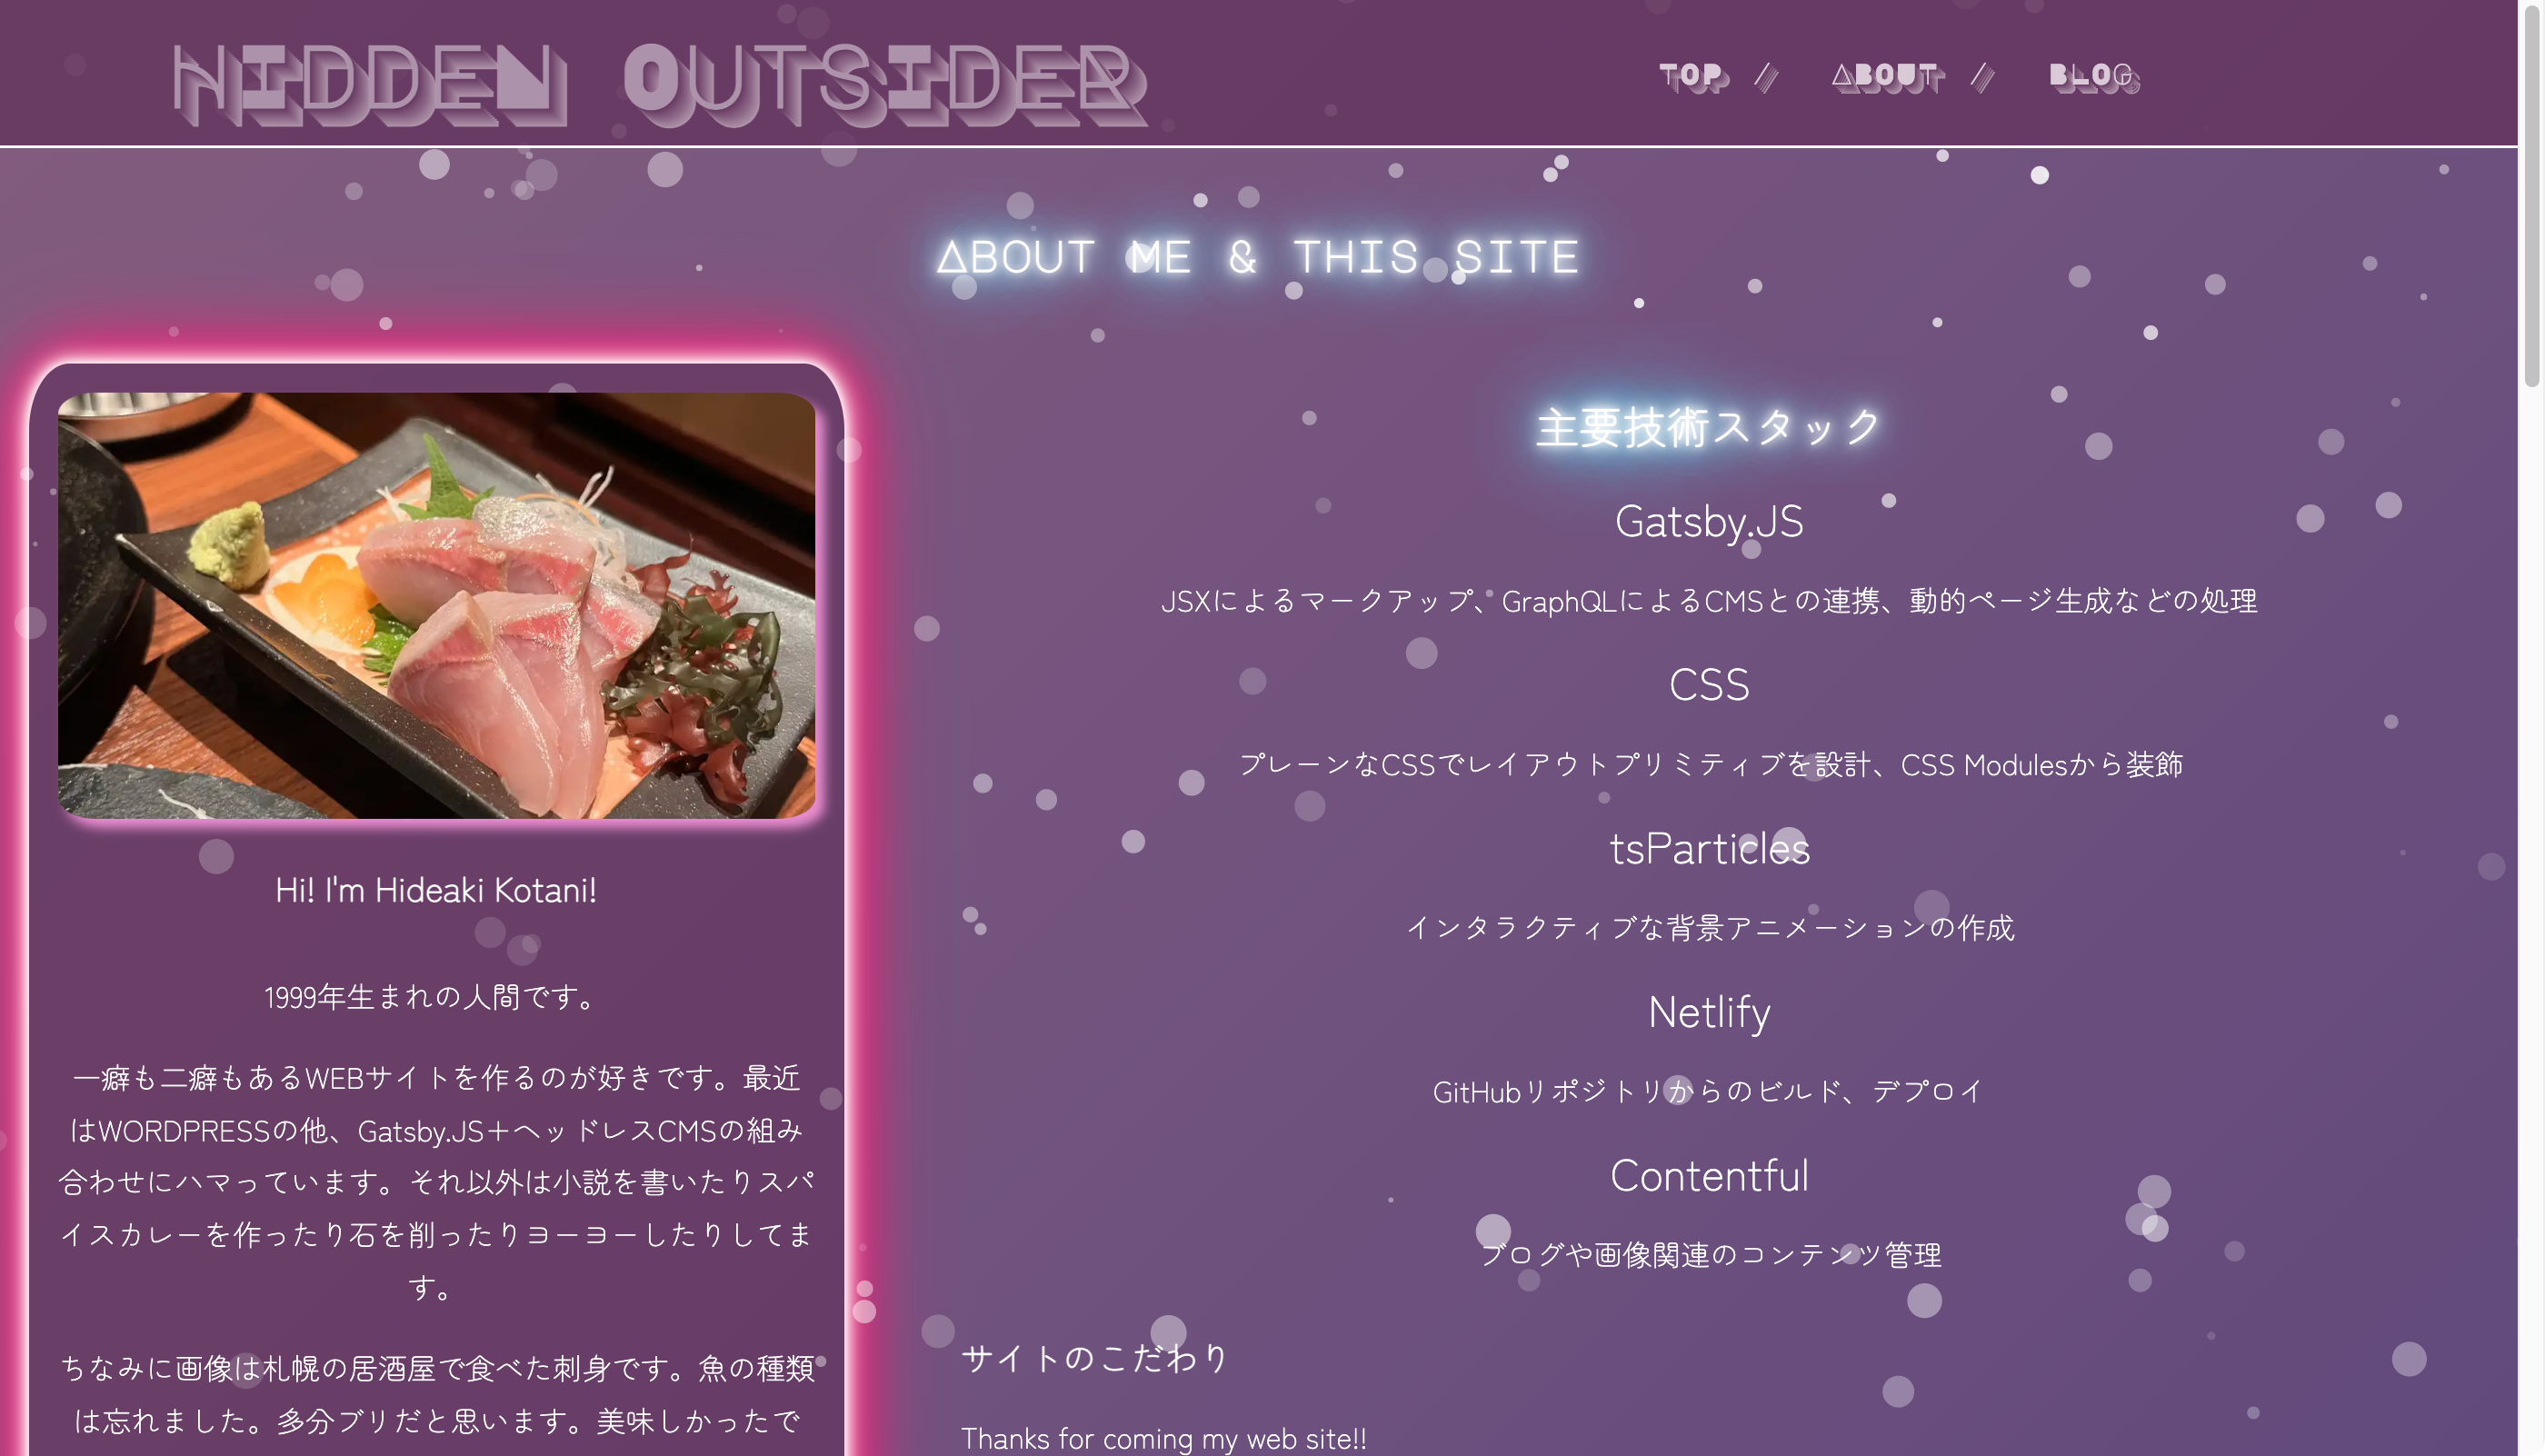 HIDDEN OUTSIDER
TOP // ABOUT // BLOG
ABOUT ME & THIS SITE
Hi! I'm Hideaki Kotani!
1999年生まれの人間です。
一癖も二癖もあるWEBサイトを作るのが好きです。最近
はWORDPRESSの他、Gatsby.JS＋ヘッドレスCMSの組み
合わせにハマっています。それ以外は小説を書いたりスパ
イスカレーを作ったり石を削ったりヨーヨーしたりしてま
す。
ちなみに画像は札幌の居酒屋で食べた刺身です。魚の種類
は忘れました。多分ブリだと思います。美味しかったで
主要技術スタック
Gatsby.JS
JSXによるマークアップ、GraphQLによるCMSとの連携、動的ページ生成などの処理
CSS
プレーンなCSSでレイアウトプリミティブを設計、CSS Modulesから装飾
tsParticles
インタラクティブな背景アニメーションの作成
Netlify
GitHubリポジトリからのビルド、デプロイ
Contentful
ブログや画像関連のコンテンツ管理
サイトのこだわり
Thanks for coming my web site!!